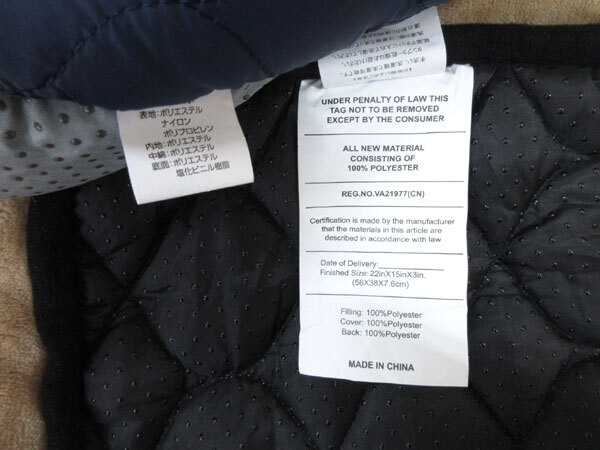 表地:ポリエステル
ナイロン
ポリプロピレン
内地:ポリエステル
中綿:ポリエステル
底面:ポリエステル
塩化ビニル樹脂
UNDER PENALTY OF LAW THIS
TAG NOT TO BE REMOVED
EXCEPT BY THE CONSUMER
ALL NEW MATERIAL
CONSISTING OF
100% POLYESTER
REG.NO.VA21977(CN)
Certification is made by the manufacturer
that the materials in this article are
described in accordance with law
Date of Delivery:
Finished Size: 22inX15inX3in.
(56X38X7.6cm)
Filling: 100%Polyester
Cover: 100%Polyester
Back: 100%Polyester
MADE IN CHINA